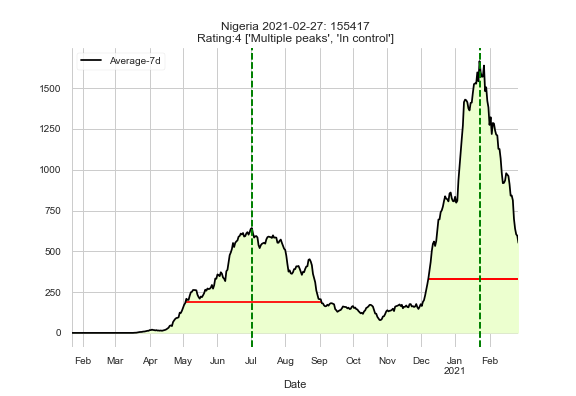 Nigeria 2021-02-27: 155417
Rating:4 ['Multiple peaks', 'In control']
Average-7d
1500
1250
1000
750
500
250
0
Feb Mar Apr May Jun Jul Aug Sep Oct Nov Dec Jan Feb
2021
Date